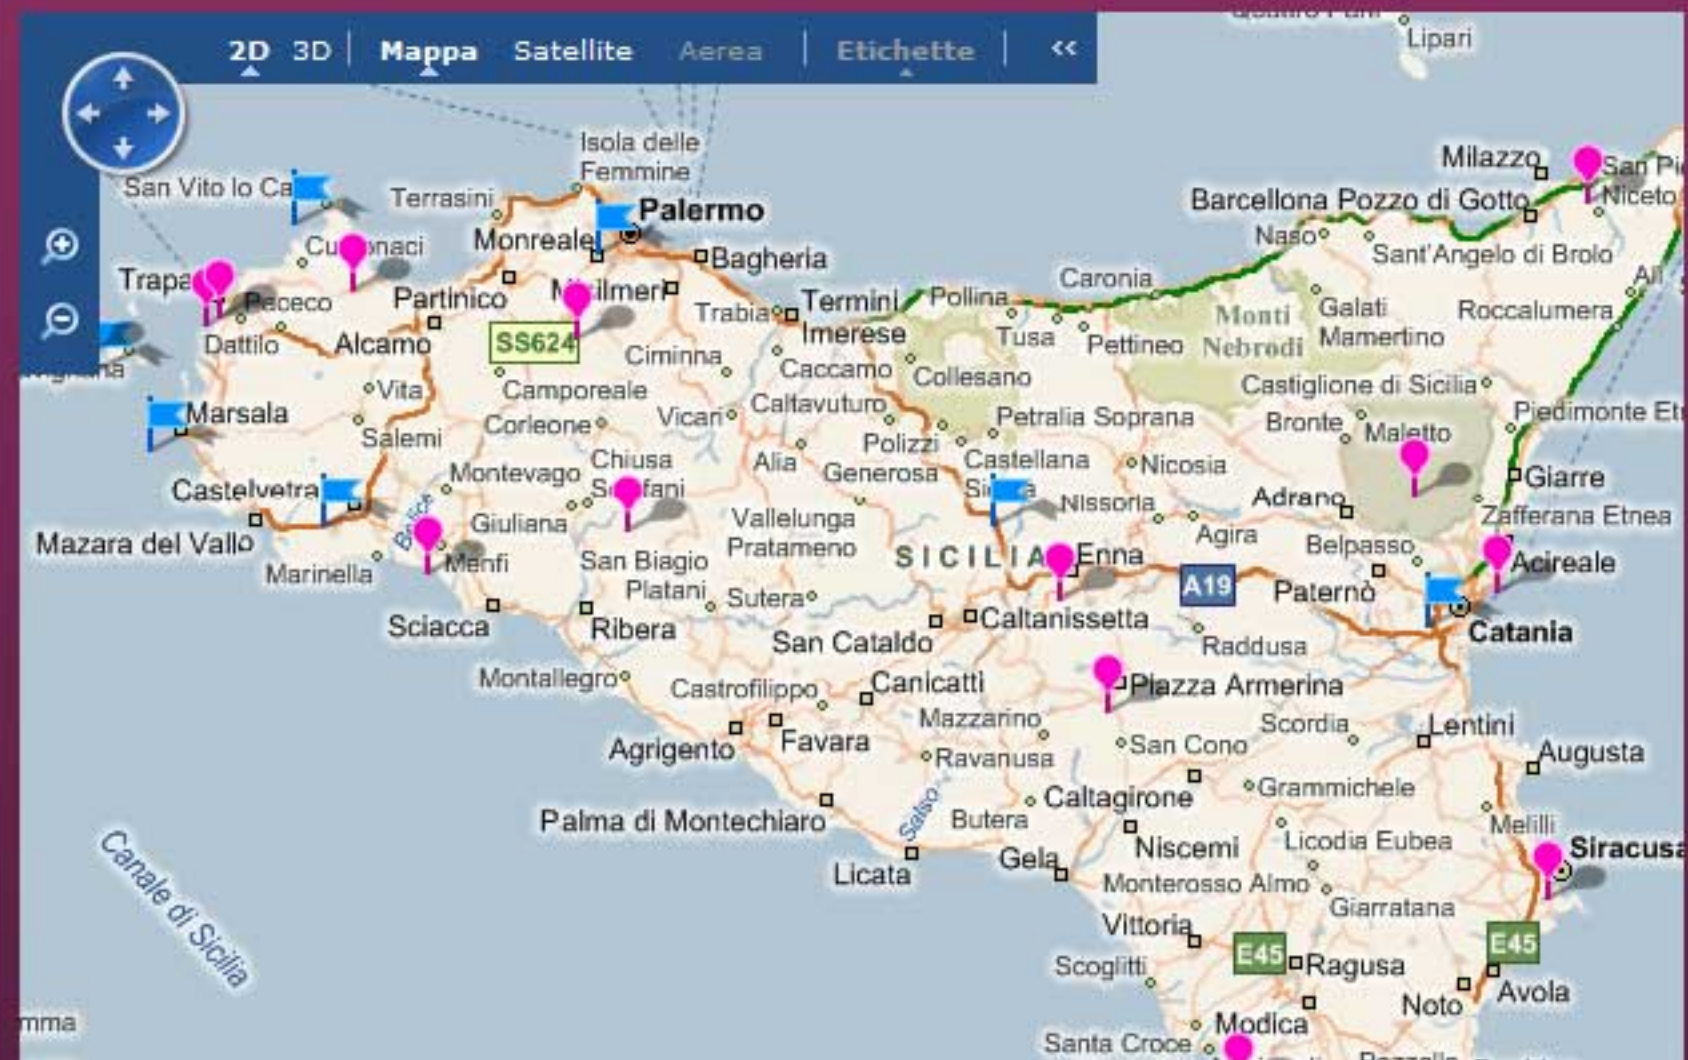 2D 3D Mappa Satellite Aerea Etichette <<
Lipari
Isola delle
Femmine
Milazzo
San Vito lo
Terrasini
Palermo
Barcellona Pozzo di Gotto
Niceto
Monreale
Naso
Sant'Angelo di Brolo
Bagheria
Caronia
Partinico
Paceco
Pollina
Termini
Imerese
Trabia
Galati
Mamertino
Roccalumera
Monti
Nebrodi
Dattilo
Alcamo
SS624
Tusa
Pettineo
Ciminna
Caccamo
Collesano
Vita
Camporeale
Castiglione di Sicilia
Marsala
Corleone
Vicari
Caltavuturo
Petralia Soprana
Bronte
Maletto
Piedimonte
Salemi
Polizzi
Generosa
Montevago
Chiusa
Alia
Castellana
Nicosia
Giarre
Nissoria
Adrano
Giuliana
Vallelunga
Pratameno
Agira
Zafferana Etnea
Mazara del Vallo
Marinella
Menfi
San Biagio
Platani
SICILIA
Enna
A19
Belpasso
Acireale
Paternò
Sutera
Sciacca
Ribera
San Cataldo
Caltanissetta
Raddusa
Catania
Montallegro
Castrofilippo
Canicatti
Piazza Armerina
Mazzarino
Scordia
Lentini
Agrigento
Favara
Ravanusa
San Cono
Augusta
Grammichele
Caltagirone
Palma di Montechiaro
Salso
Butera
Melilli
Licodia Eubea
Niscemi
Siracusa
Canale di Sicilia
Licata
Gela
Monterosso Almo
Giarratana
Vittoria
E45
E45
Scoglitti
Ragusa
Noto
Avola
Modica
Santa Croce